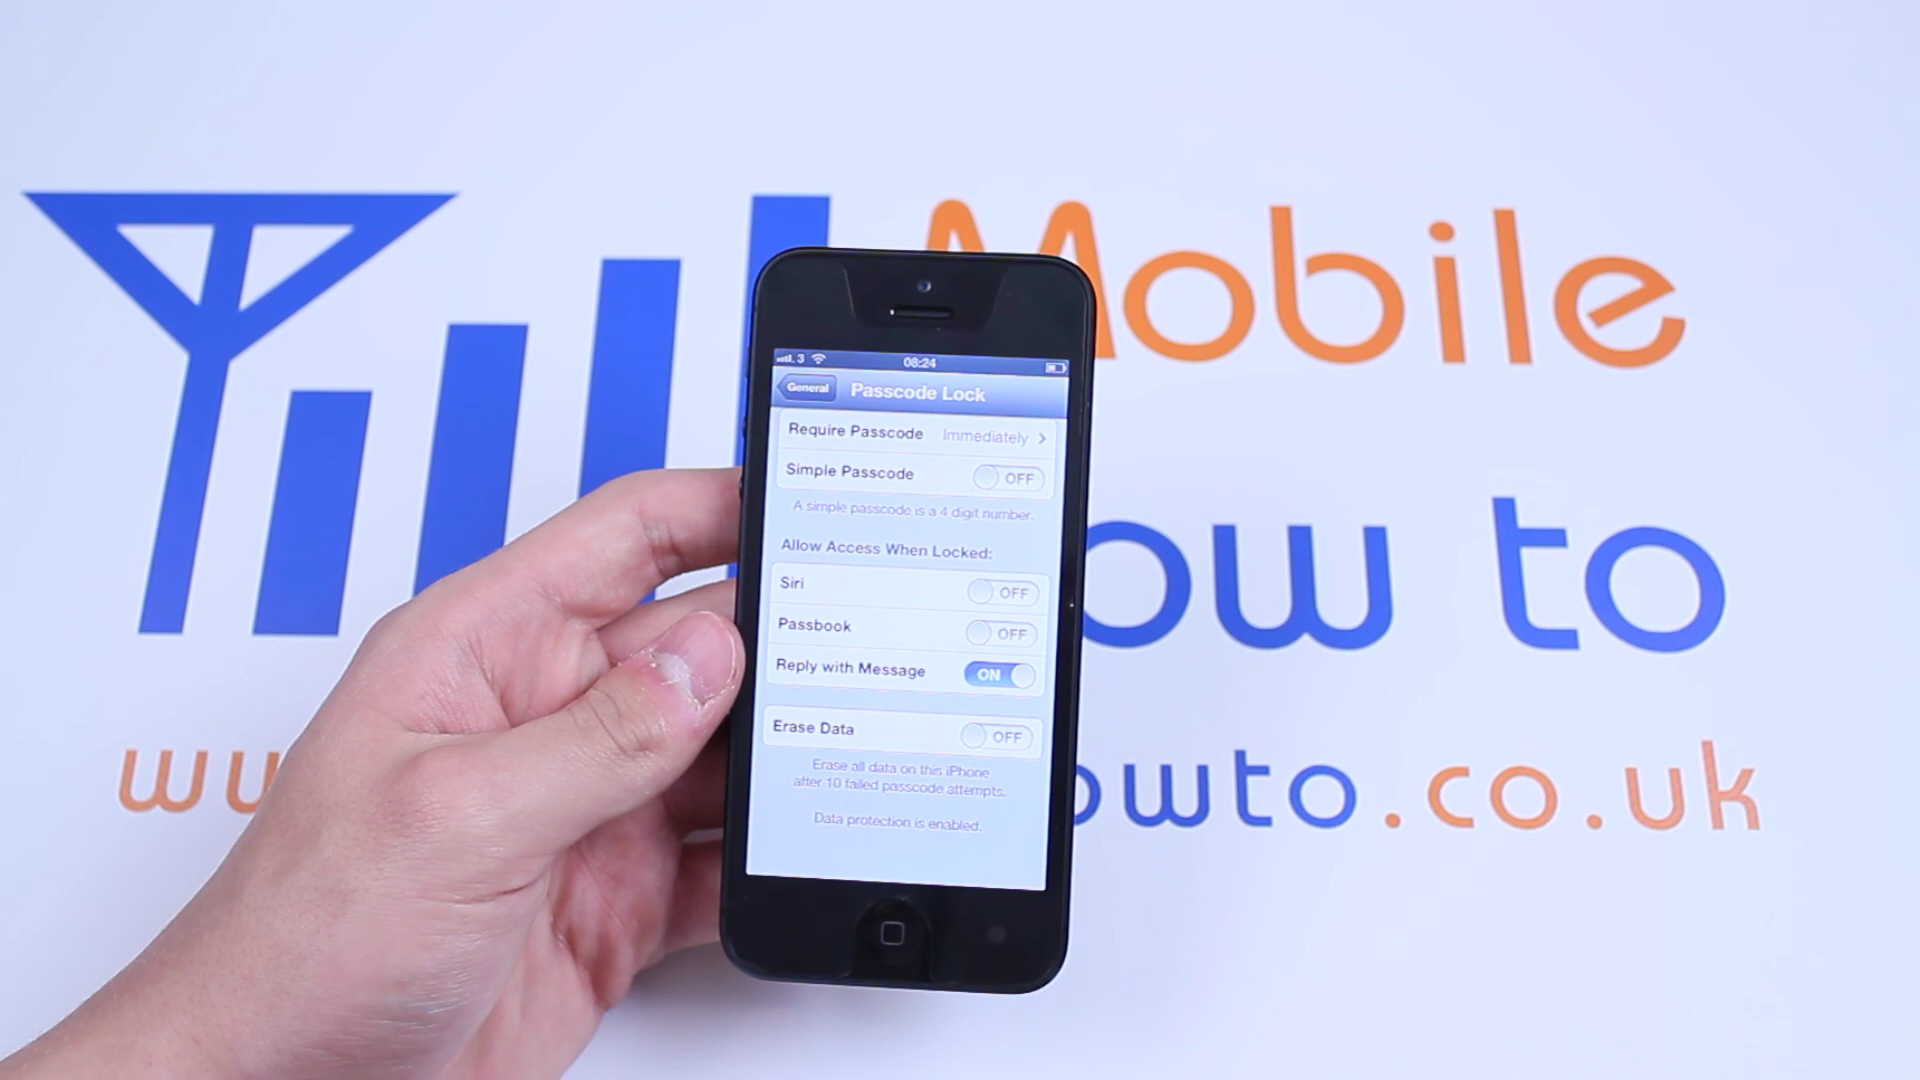 Mobile
ow to
wu
owto.co.uk
3 08:24
General Passcode Lock
Require Passcode Immediately
Simple Passcode OFF
A simple passcode is a 4 digit number.
Allow Access When Locked:
Siri OFF
Passbook OFF
Reply with Message ON
Erase Data OFF
Erase all data on this iPhone
after 10 failed passcode attempts.
Data protection is enabled.